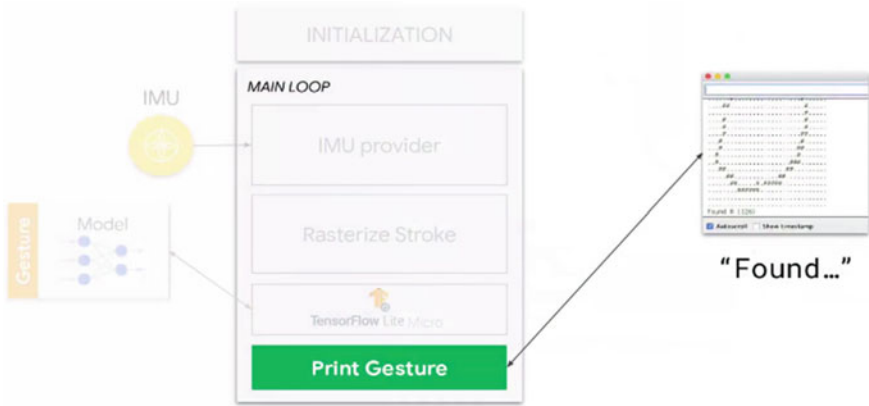 INITIALIZATION
MAIN LOOP
IMU
IMU provider
Gesture
Model
Rasterize Stroke
TensorFlow Lite Micro
Print Gesture
Autoscroll Show timestamp
"Found…"